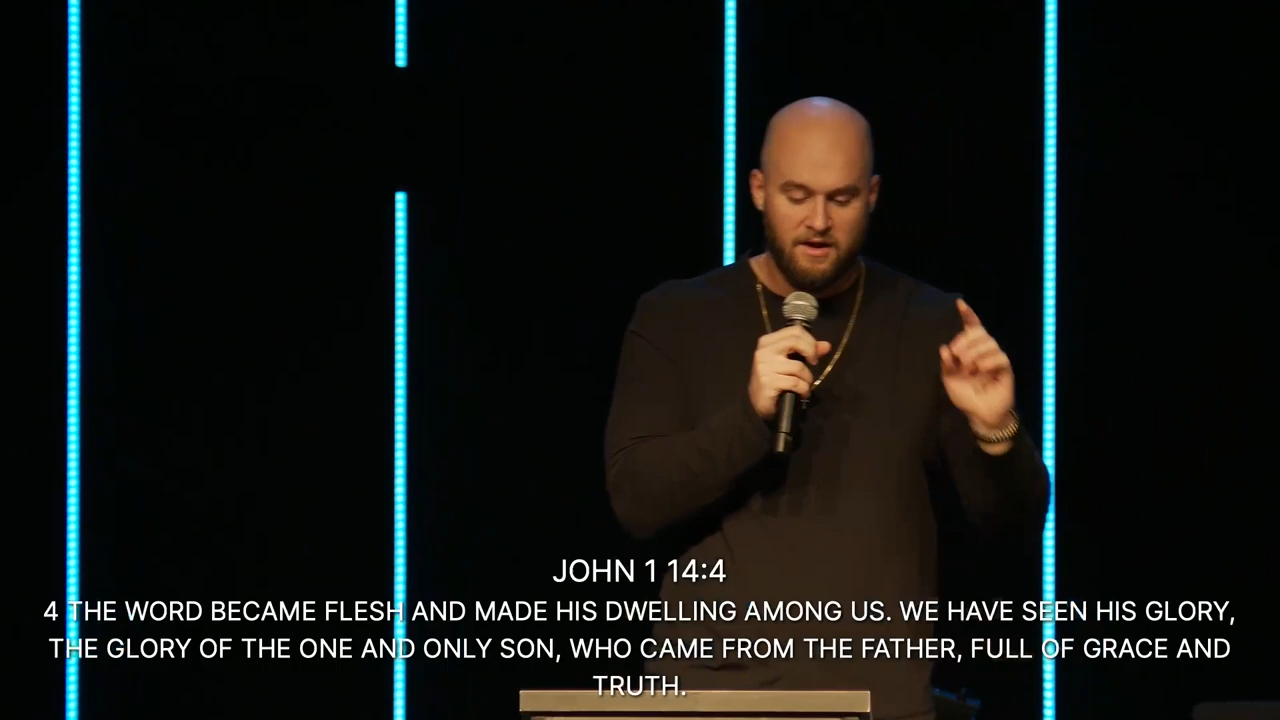 JOHN 1 14:4
4 THE WORD BECAME FLESH AND MADE HIS DWELLING AMONG US. WE HAVE SEEN HIS GLORY,
THE GLORY OF THE ONE AND ONLY SON, WHO CAME FROM THE FATHER, FULL OF GRACE AND
TRUTH.